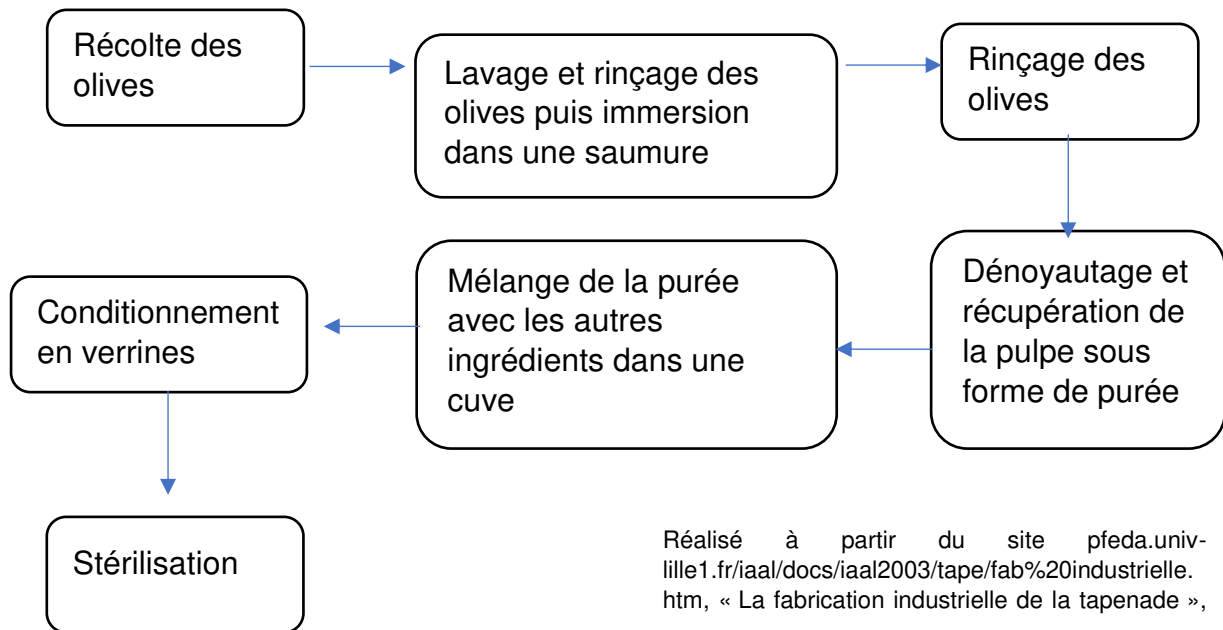 Récolte des
olives
Lavage et rinçage des
olives puis immersion
dans une saumure
Rinçage des
olives
Dénoyautage et
récupération de
la pulpe sous
forme de purée
Mélange de la purée
avec les autres
ingrédients dans une
cuve
Conditionnement
en verrines
Stérilisation
Réalisé à partir du site pfeda.univ-
lille1.fr/iaal/docs/iaal2003/tape/fab%20industrielle.
htm, « La fabrication industrielle de la tapenade »,